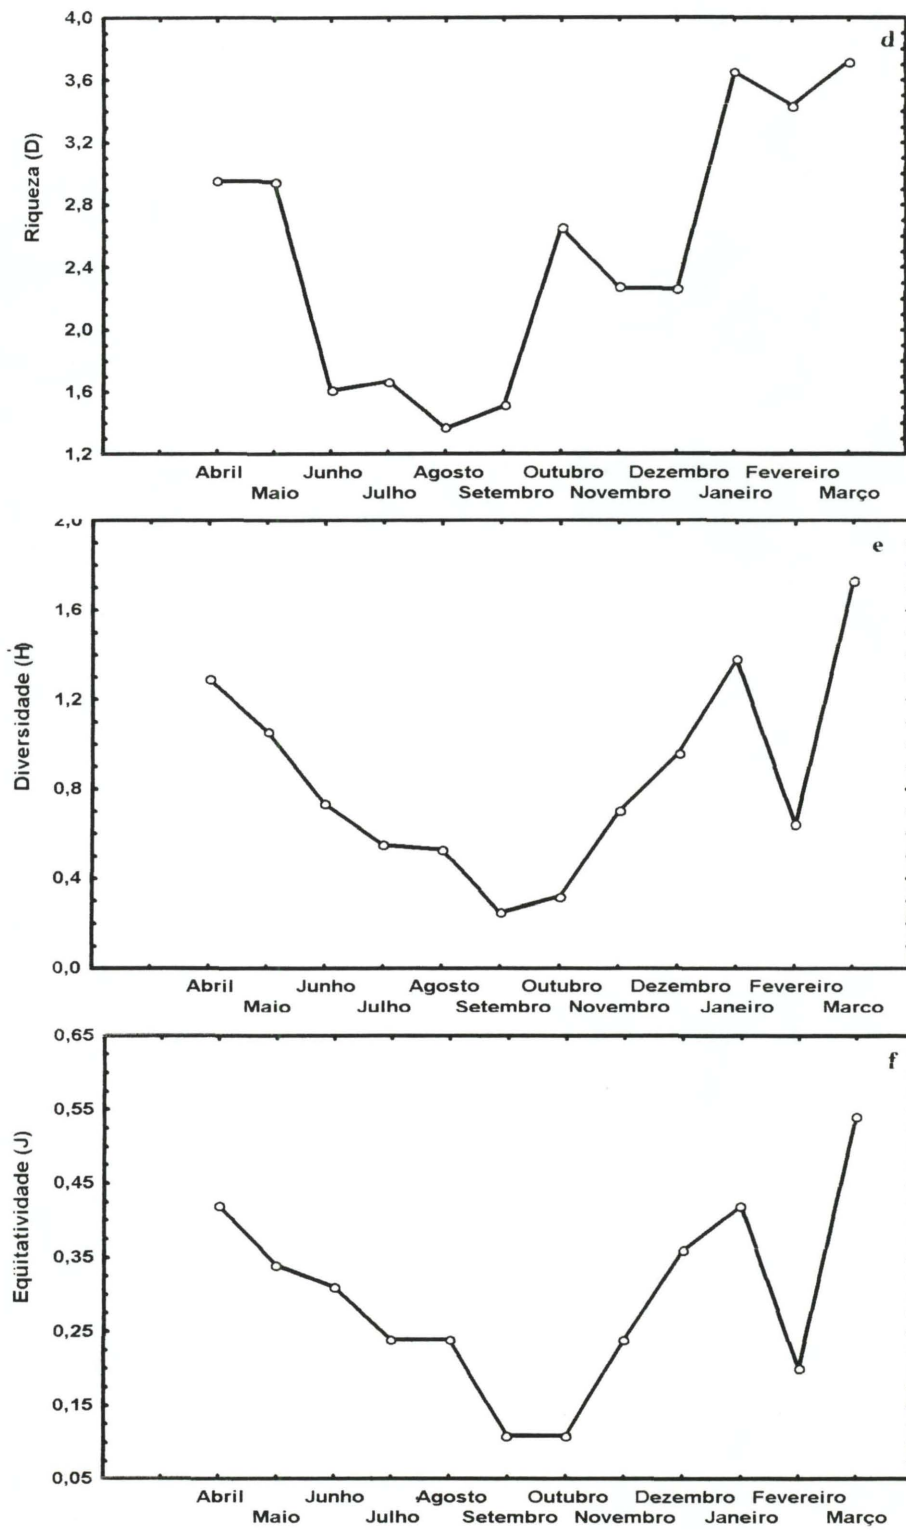 d
Riqueza (D)
4,0
3,6
3,2
2,8
2,4
2,0
1,6
1,2
Abril Junho Agosto Outubro Dezembro Fevereiro
Maio Julho Setembro Novembro Janeiro Março
e
Diversidade (H')
2,0
1,6
1,2
0,8
0,4
0,0
Abril Junho Agosto Outubro Dezembro Fevereiro
Maio Julho Setembro Novembro Janeiro Marco
f
Eqüitatividade (J)
0,65
0,55
0,45
0,35
0,25
0,15
0,05
Abril Junho Agosto Outubro Dezembro Fevereiro
Maio Julho Setembro Novembro Janeiro Março